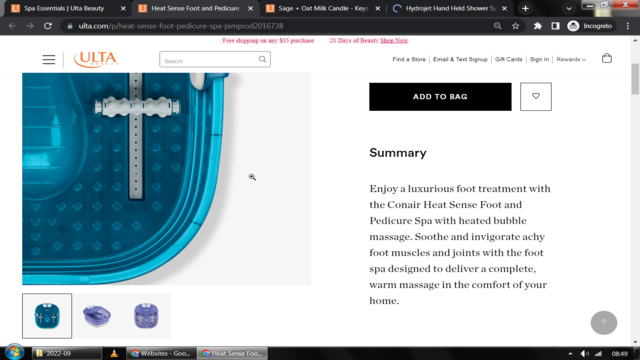 Spa Essentials | Ulta Beauty
Heat Sense Foot and Pedicure Sp
Sage + Oat Milk Candle - Keys
Hydrojet Hand Held Shower Sys
ulta.com/p/heat-sense-foot-pedicure-spa-pimprod2016738
Incognito
Free shipping on any $35 purchase 21 Days of Beauty Shop Now
ULTA
BEAUTY
Search
Find a Store
Email & Text Signup
Gift Cards
Sign In
Rewards
ADD TO BAG
Summary
Enjoy a luxurious foot treatment with
the Conair Heat Sense Foot and
Pedicure Spa with heated bubble
massage. Soothe and invigorate achy
foot muscles and joints with the foot
spa designed to deliver a complete,
warm massage in the comfort of your
home.
2022-09
Websites - Goo...
Heat Sense Foo...
08:49